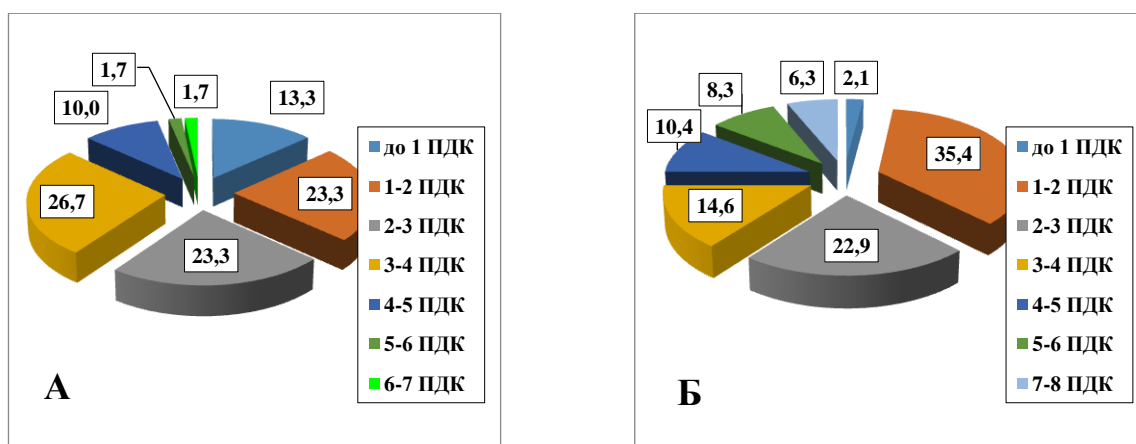 1,7
1,7
10,0
13,3
26,7
23,3
23,3
до 1 ПДК
1-2 ПДК
2-3 ПДК
3-4 ПДК
4-5 ПДК
5-6 ПДК
6-7 ПДК
А
6,3
2,1
8,3
10,4
35,4
14,6
22,9
до 1 ПДК
1-2 ПДК
2-3 ПДК
3-4 ПДК
4-5 ПДК
5-6 ПДК
7-8 ПДК
Б